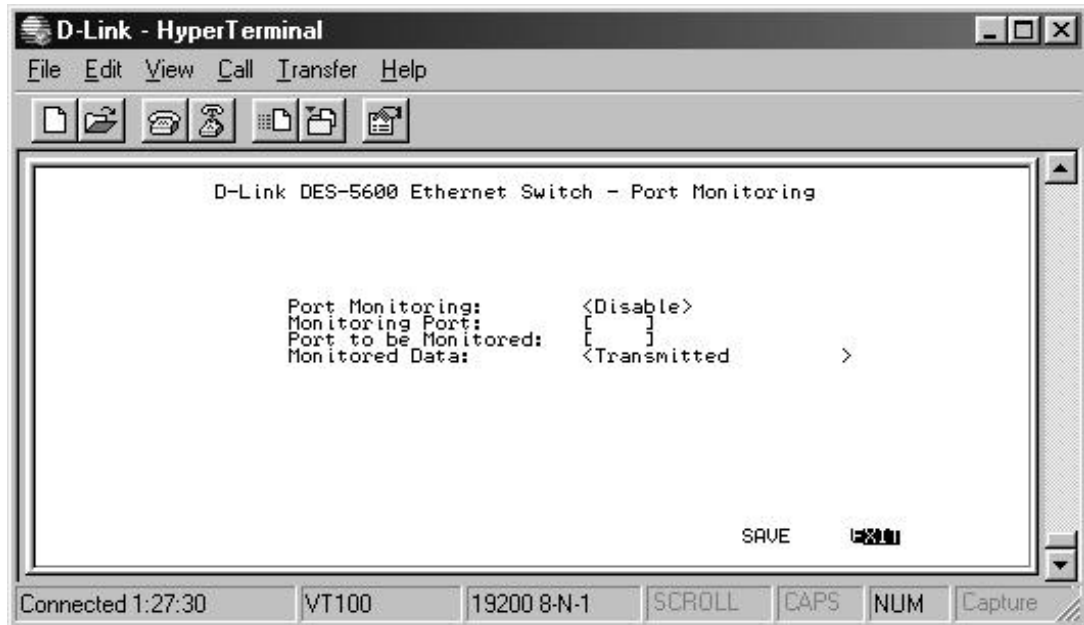 D-Link - HyperTerminal
File Edit View Call Transfer Help
D-Link DES-5600 Ethernet Switch - Port Monitoring
Port Monitoring: <Disable>
Monitoring Port: [ ]
Port to be Monitored: [ ]
Monitored Data: <Transmitted >
SAVE EXIT
Connected 1:27:30 VT100 19200 8-N-1 SCROLL CAPS NUM Capture